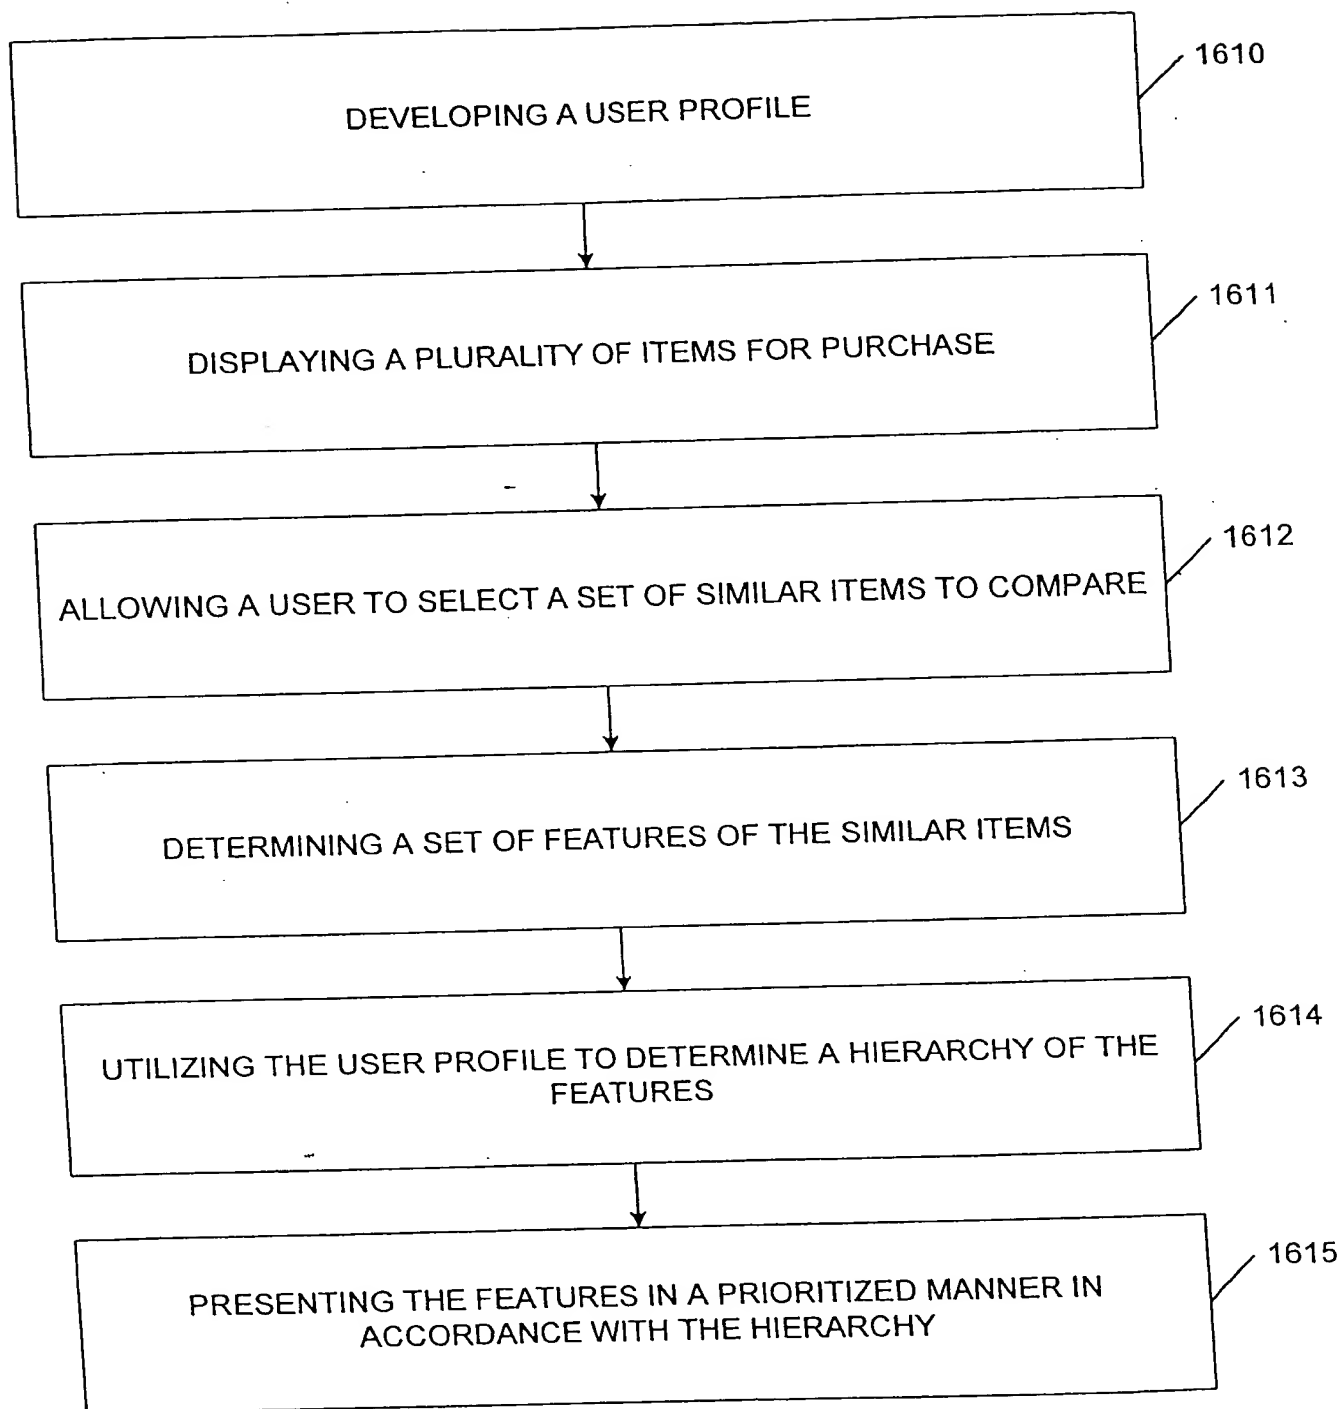 1610
DEVELOPING A USER PROFILE
1611
DISPLAYING A PLURALITY OF ITEMS FOR PURCHASE
1612
ALLOWING A USER TO SELECT A SET OF SIMILAR ITEMS TO COMPARE
1613
DETERMINING A SET OF FEATURES OF THE SIMILAR ITEMS
1614
UTILIZING THE USER PROFILE TO DETERMINE A HIERARCHY OF THE
FEATURES
1615
PRESENTING THE FEATURES IN A PRIORITIZED MANNER IN
ACCORDANCE WITH THE HIERARCHY